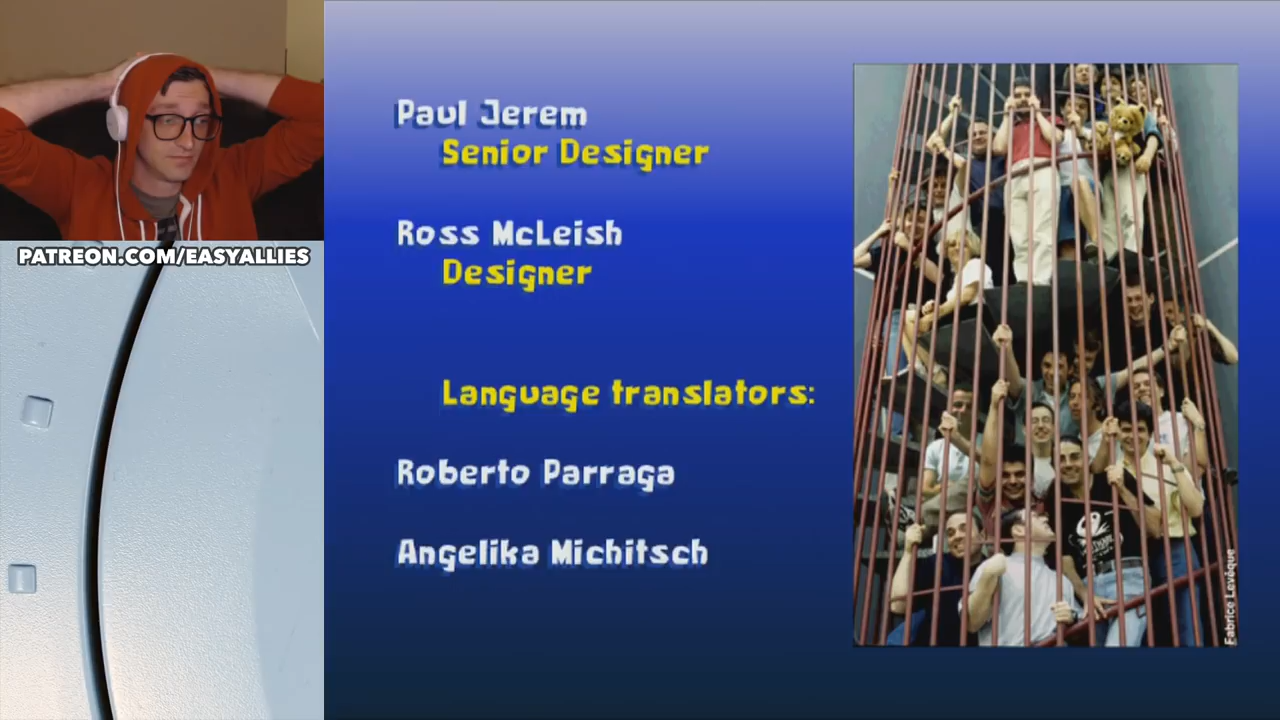 PATREON.COM/EASYALLIES
Paul Jerem
Senior Designer
Ross McLeish
Designer
Language translators:
Roberto Parraga
Angelika Michitsch
Fabrice Levêque